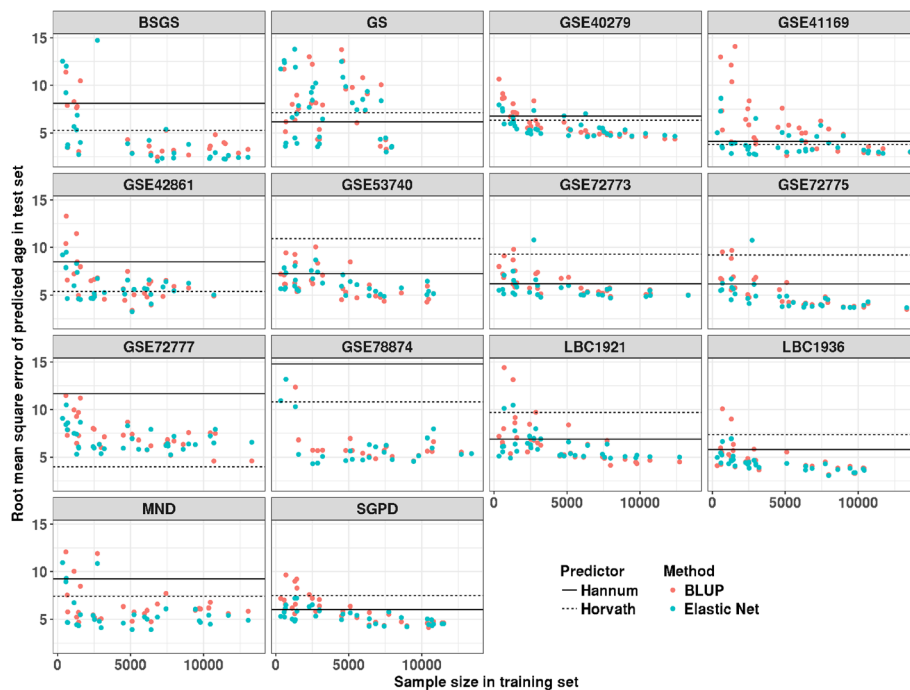 BSGS GS GSE40279 GSE41169
15
10
5
GSE42861 GSE53740 GSE72773 GSE72775
15
10
5
GSE72777 GSE78874 LBC1921 LBC1936
15
10
5
0 5000 10000 0 5000 10000
MND SGPD
15
10
5
0 5000 10000 0 5000 10000
Root mean square error of predicted age in test set
Sample size in training set
Predictor Method
Hannum BLUP
Horvath Elastic Net